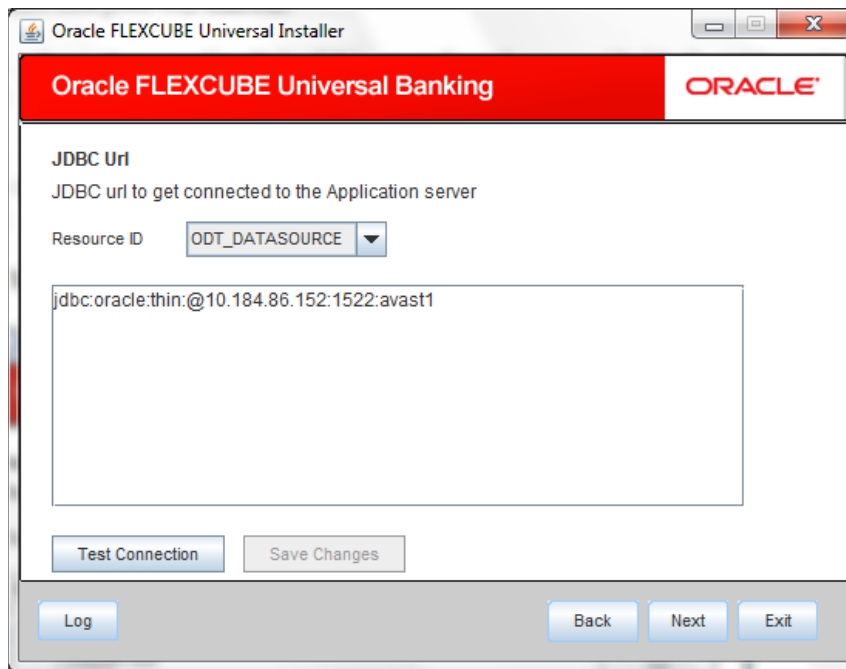 Oracle FLEXCUBE Universal Installer
Oracle FLEXCUBE Universal Banking
ORACLE'
JDBC Url
JDBC url to get connected to the Application server
Resource ID ODT_DATASOURCE
jdbc:oracle:thin:@10.184.86.152:1522:avast1
Test Connection Save Changes
Log Back Next Exit